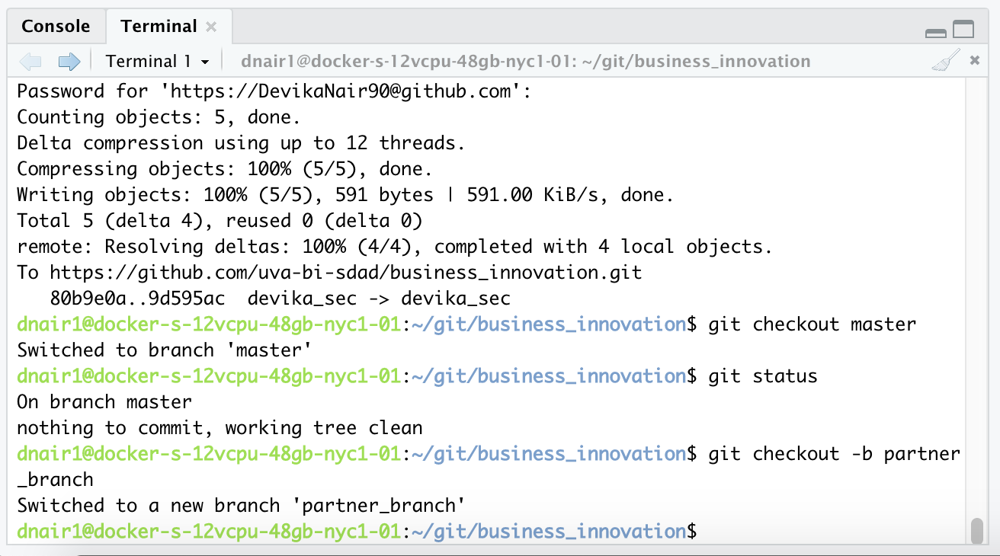 Console Terminal
Terminal 1 dnair1@docker-s-12vcpu-48gb-nyc1-01: ~/git/business_innovation
Password for 'https://DevikaNair90@github.com':
Counting objects: 5, done.
Delta compression using up to 12 threads.
Compressing objects: 100% (5/5), done.
Writing objects: 100% (5/5), 591 bytes | 591.00 KiB/s, done.
Total 5 (delta 4), reused 0 (delta 0)
remote: Resolving deltas: 100% (4/4), completed with 4 local objects.
To https://github.com/uva-bi-sdad/business_innovation.git
   80b9e0a..9d595ac  devika_sec -> devika_sec
dnair1@docker-s-12vcpu-48gb-nyc1-01:~/git/business_innovation$ git checkout master
Switched to branch 'master'
dnair1@docker-s-12vcpu-48gb-nyc1-01:~/git/business_innovation$ git status
On branch master
nothing to commit, working tree clean
dnair1@docker-s-12vcpu-48gb-nyc1-01:~/git/business_innovation$ git checkout -b partner
_branch
Switched to a new branch 'partner_branch'
dnair1@docker-s-12vcpu-48gb-nyc1-01:~/git/business_innovation$